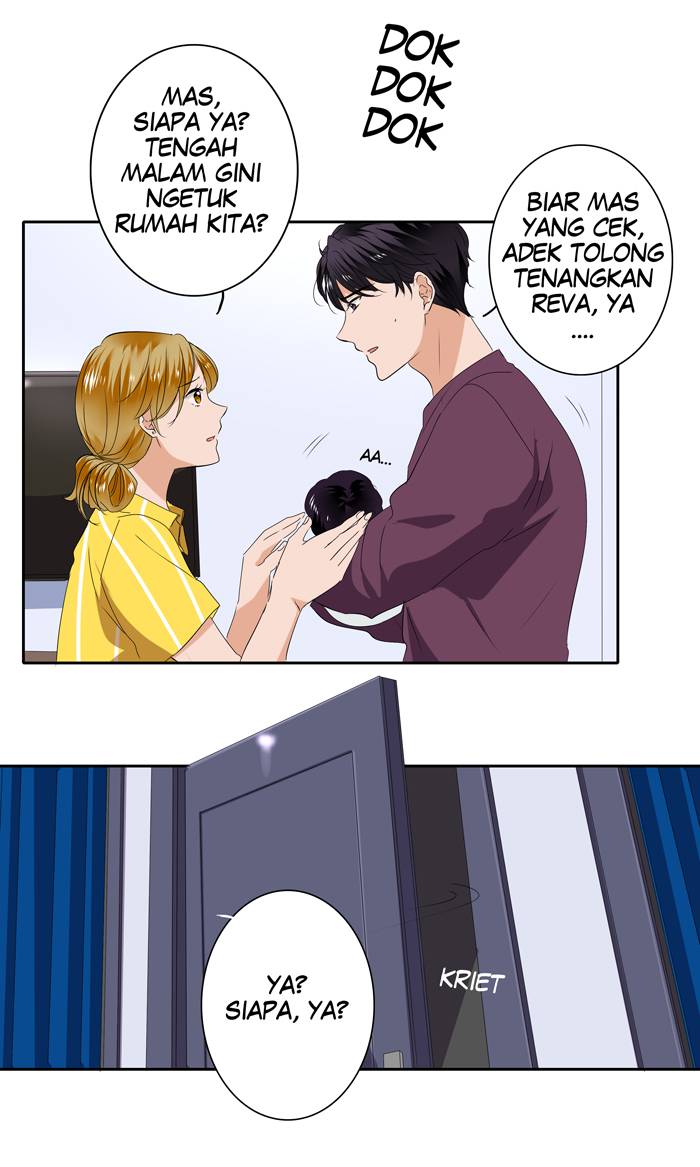 DOK
DOK
DOK
MAS,
SIAPA YA?
TENGAH
MALAM GINI
NGETUK
RUMAH KITA?
BIAR MAS
YANG CEK,
ADEK TOLONG
TENANGKAN
REVA, YA
....
AA...
YA?
SIAPA, YA?
KRIET